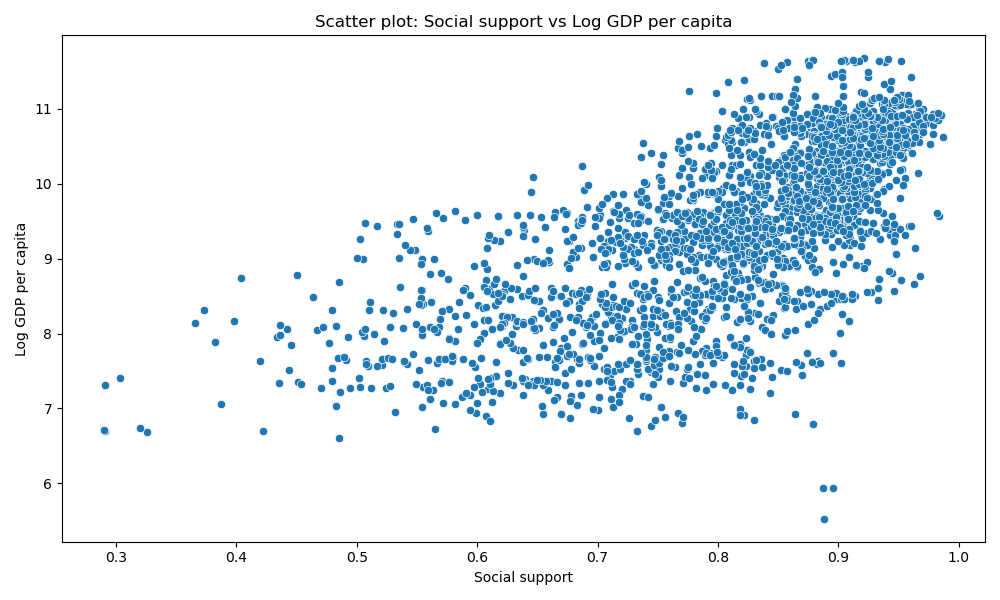 Scatter plot: Social support vs Log GDP per capita
Log GDP per capita
11
10
9
8
7
6
0.3 0.4 0.5 0.6 0.7 0.8 0.9 1.0
Social support